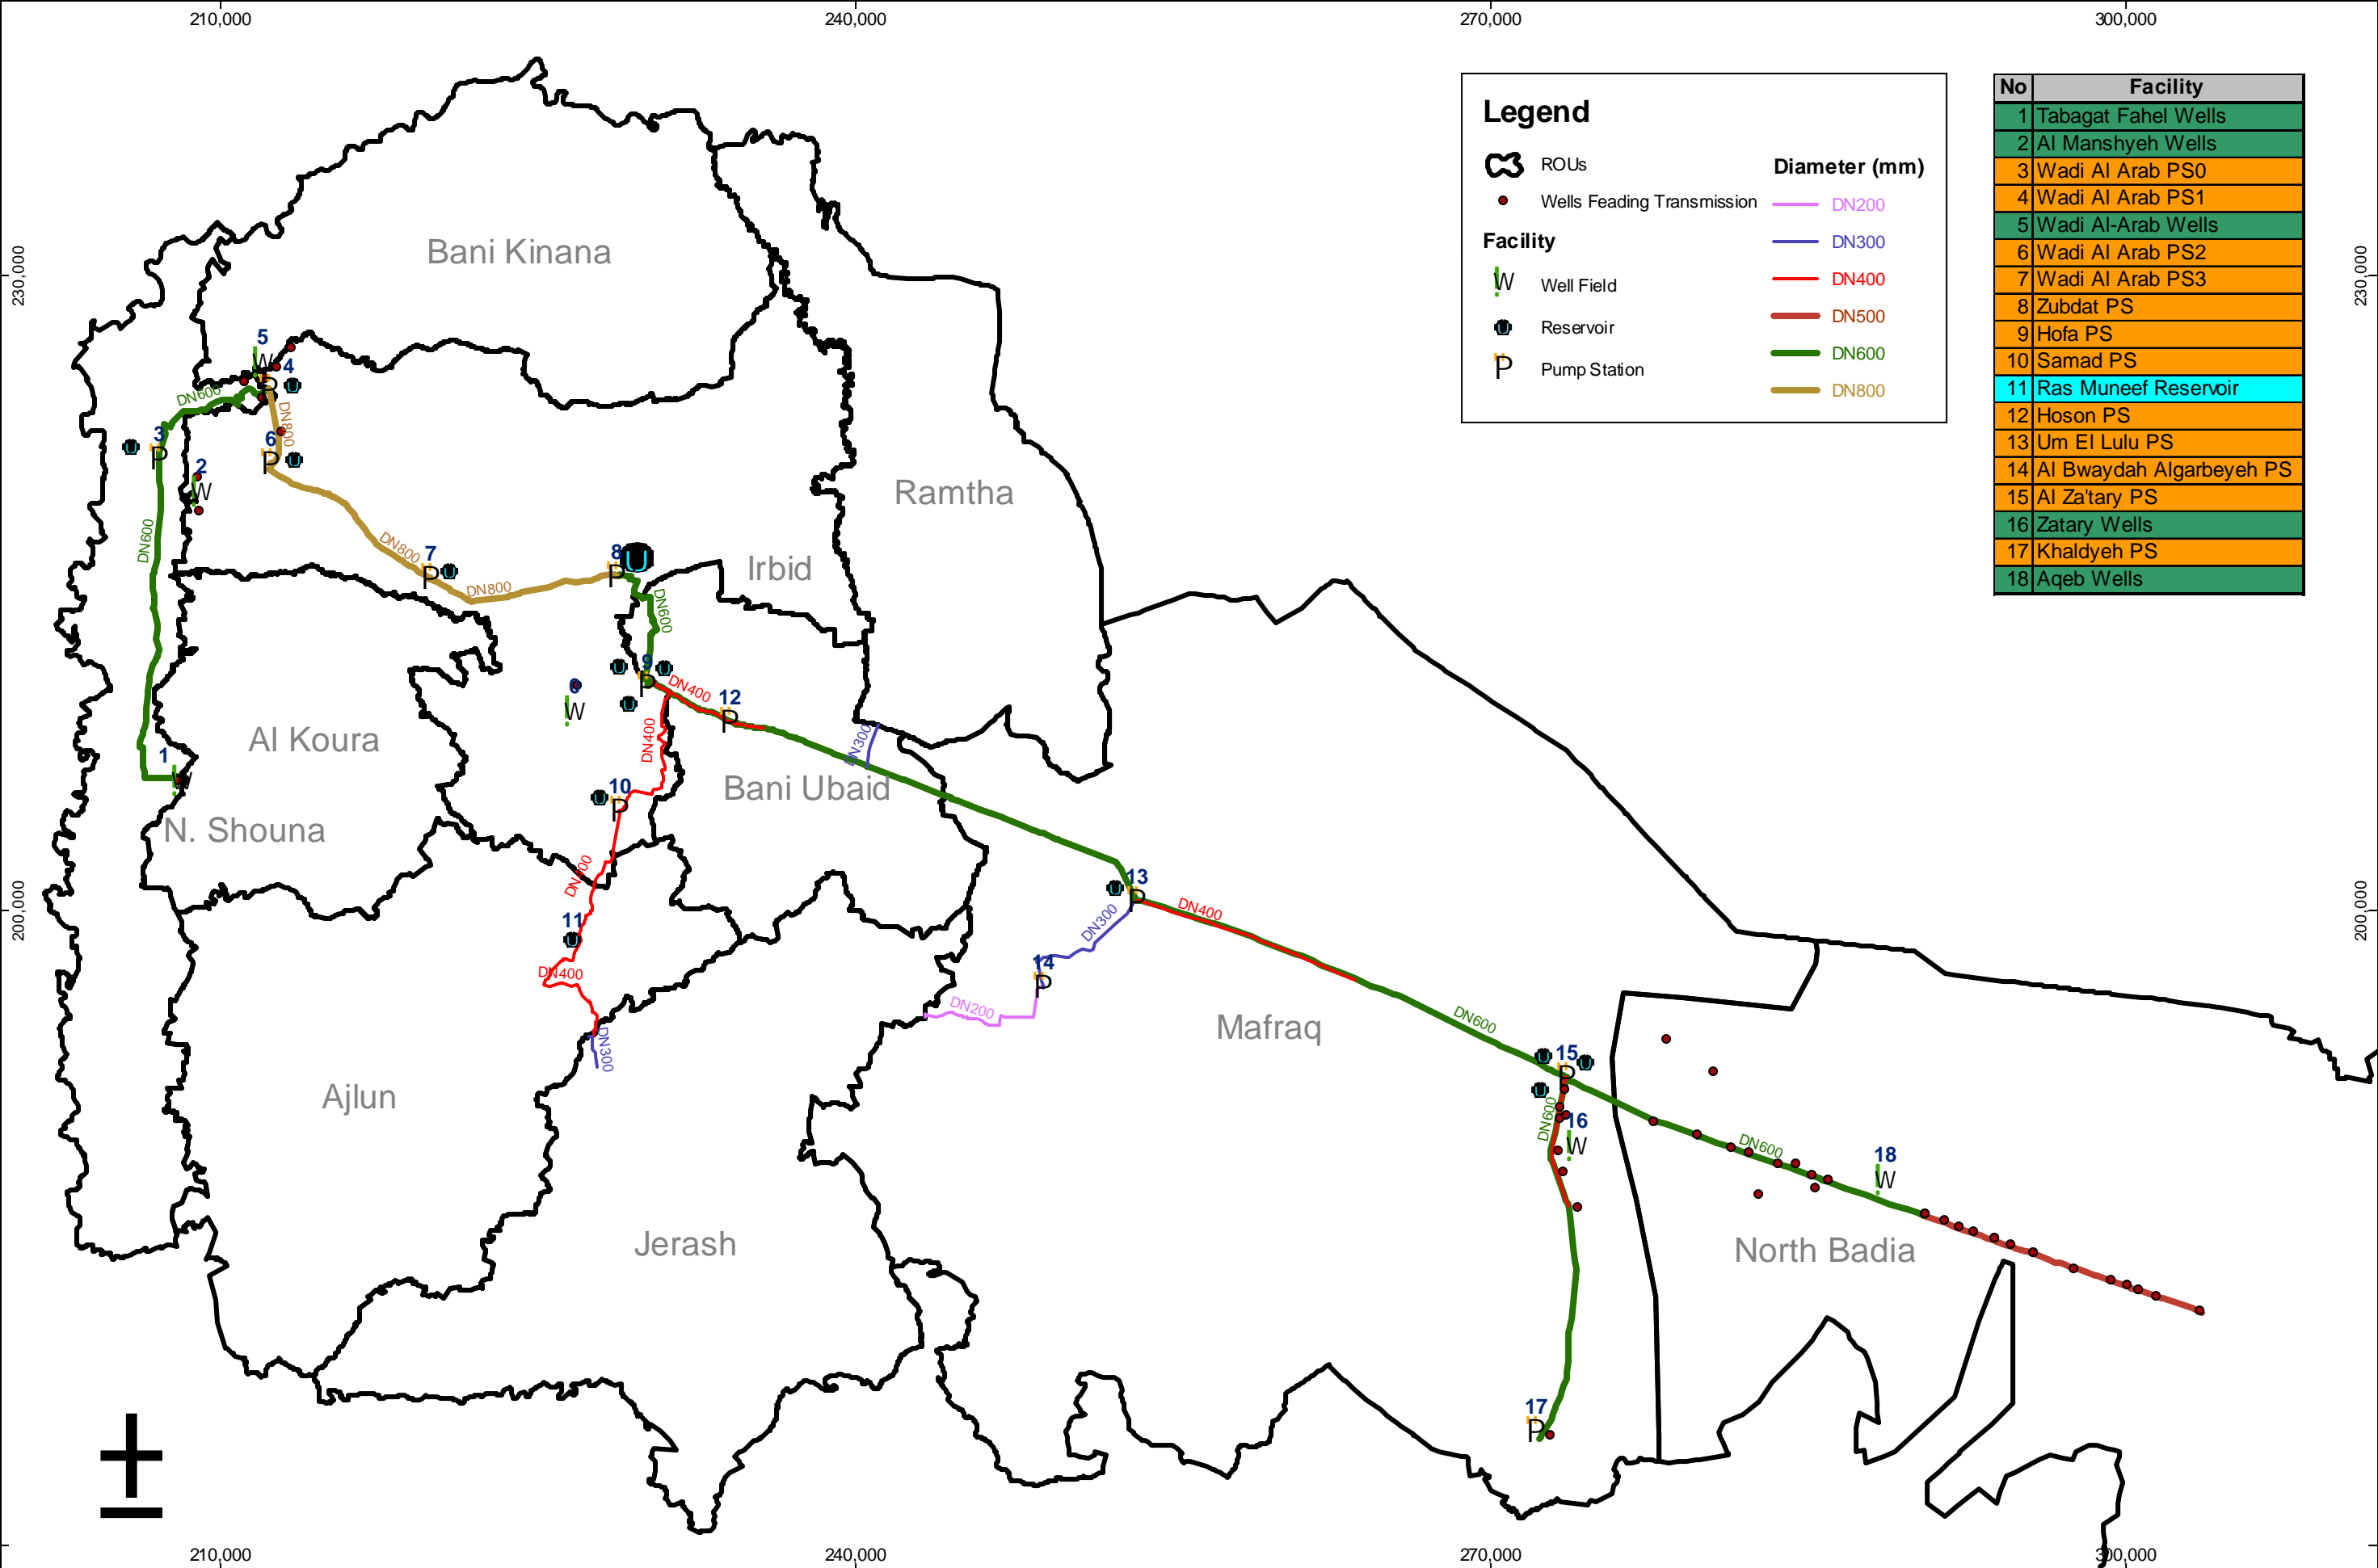 210,000 240,000 270,000 300,000
230,000
230,000
200,000
200,000
210,000 240,000 270,000 300,000
Legend
ROUs
Wells Feading Transmission
Facility
W Well Field
U Reservoir
P Pump Station
Diameter (mm)
DN200
DN300
DN400
DN500
DN600
DN800
No Facility
1 Tabagat Fahel Wells
2 Al Manshyeh Wells
3 Wadi Al Arab PS0
4 Wadi Al Arab PS1
5 Wadi Al-Arab Wells
6 Wadi Al Arab PS2
7 Wadi Al Arab PS3
8 Zubdat PS
9 Hofa PS
10 Samad PS
11 Ras Muneef Reservoir
12 Hoson PS
13 Um El Lulu PS
14 Al Bwaydah Algarbeyeh PS
15 Al Za'tary PS
16 Zatary Wells
17 Khaldyeh PS
18 Aqeb Wells
Bani Kinana
Ramtha
Irbid
Al Koura
Bani Ubaid
N. Shouna
Mafraq
Ajlun
Jerash
North Badia
5
W
4
P
U
DN600
DN800
3
P
U
6
P
U
2
W
DN600
DN800
7
P
U
DN800
8
P
U
DN600
9
P
U
U
U
DN400
12
P
W
DN400
DN300
1
W
10
P
U
DN400
11
U
DN400
DN300
13
P
U
DN400
DN300
14
P
DN200
DN600
15
P
U
U
U
DN600
16
W
DN600
18
W
17
P